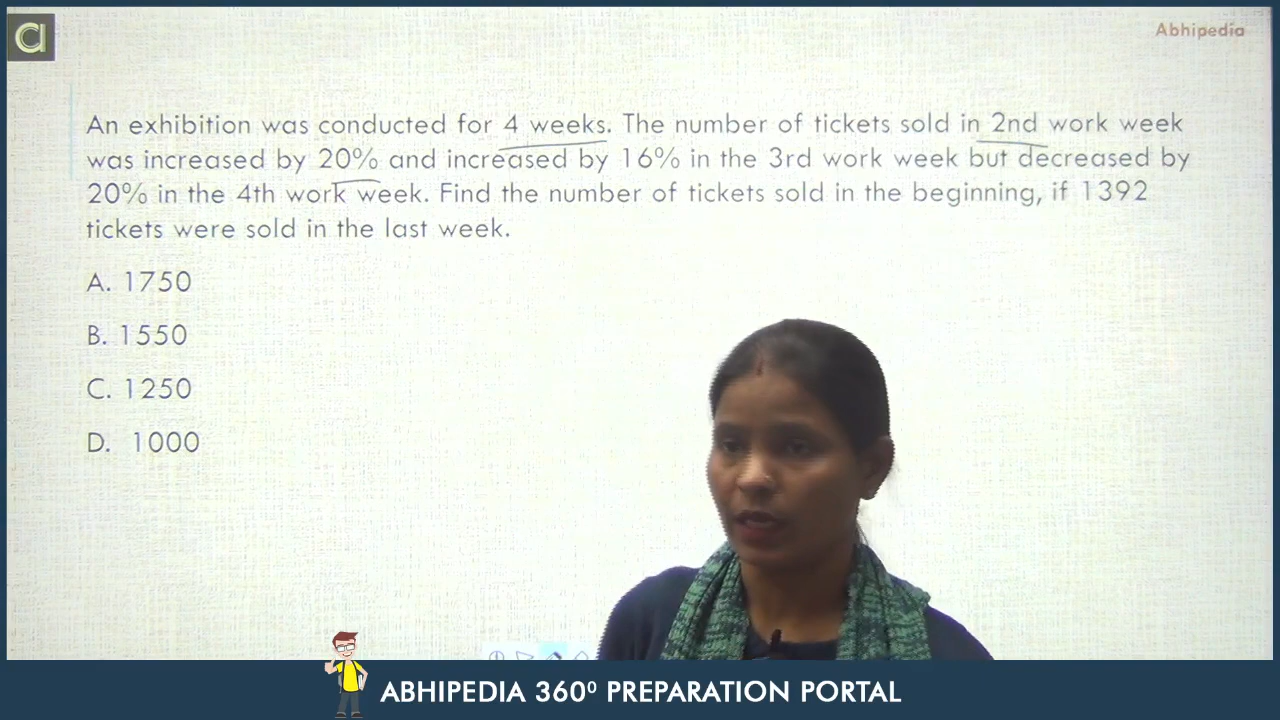 Abhipedia
An exhibition was conducted for 4 weeks. The number of tickets sold in 2nd work week
was increased by 20% and increased by 16% in the 3rd work week but decreased by
20% in the 4th work week. Find the number of tickets sold in the beginning, if 1392
tickets were sold in the last week.
A. 1750
B. 1550
C. 1250
D. 1000
ABHIPEDIA 360⁰ PREPARATION PORTAL